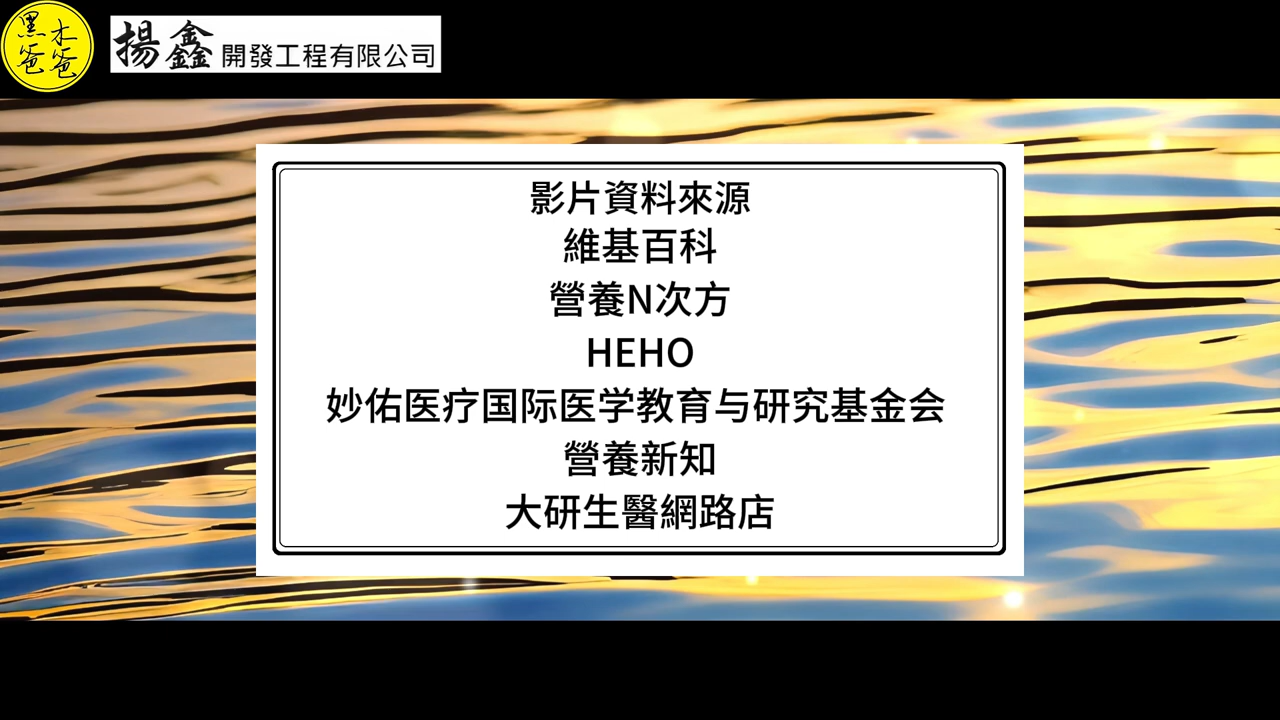 黑木爸爸
揚鑫開發工程有限公司
影片資料來源
維基百科
營養N次方
HEHO
妙佑医疗国际医学教育与研究基金会
營養新知
大研生醫網路店